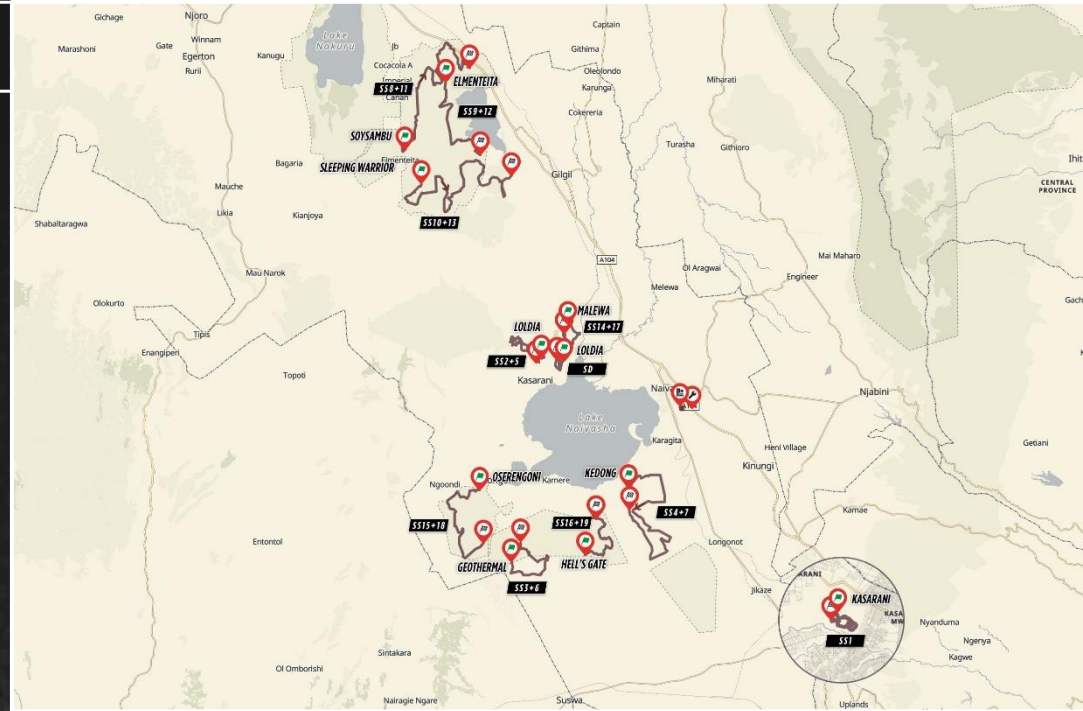 Gichage
Njoro
Captain
Marashoni
Gate
Winnam
Egerton
Rurii
Kanugu
Lake
Nakuru
Jb
Cocacola A
Imperial
Canan
Githima
Oleolondo
Karunga
Miharati
ELMENTEITA
SS8+11
SS9+12
Cokereria
SOYSAMBU
Elmenteita
SLEEPING WARRIOR
Bagaria
Turasha
Githioro
Gilgil
Ihit
CENTRAL
PROVINCE
Mauche
Likia
Kianjoya
SS10+13
Shabaltaragwa
Mau Narok
A104
Ol Aragwai
Mai Maharo
Melewa
Engineer
Olokurto
Tipis
Enangiperi
Topoti
MALEWA
LOLDIA
SS14+17
LOLDIA
SS2+5
SD
Kasarani
Gach
Naiva
Njabini
Lake
Naivasha
Karagita
Heni Village
Getiani
Kinungi
OSERENGONI
Ngoondi
Kamere
KEDONG
SS15+18
SS16+19
SS4+7
Kamae
Entontol
GEOTHERMAL
HELL'S GATE
SS3+6
Longonot
Jikaze
ARANI
KASARANI
KASA
MW
SS1
Nyanduma
Ngenya
Kagwe
Sintakara
Ol Omborishi
Nairagie Ngare
Suswa
Uplands